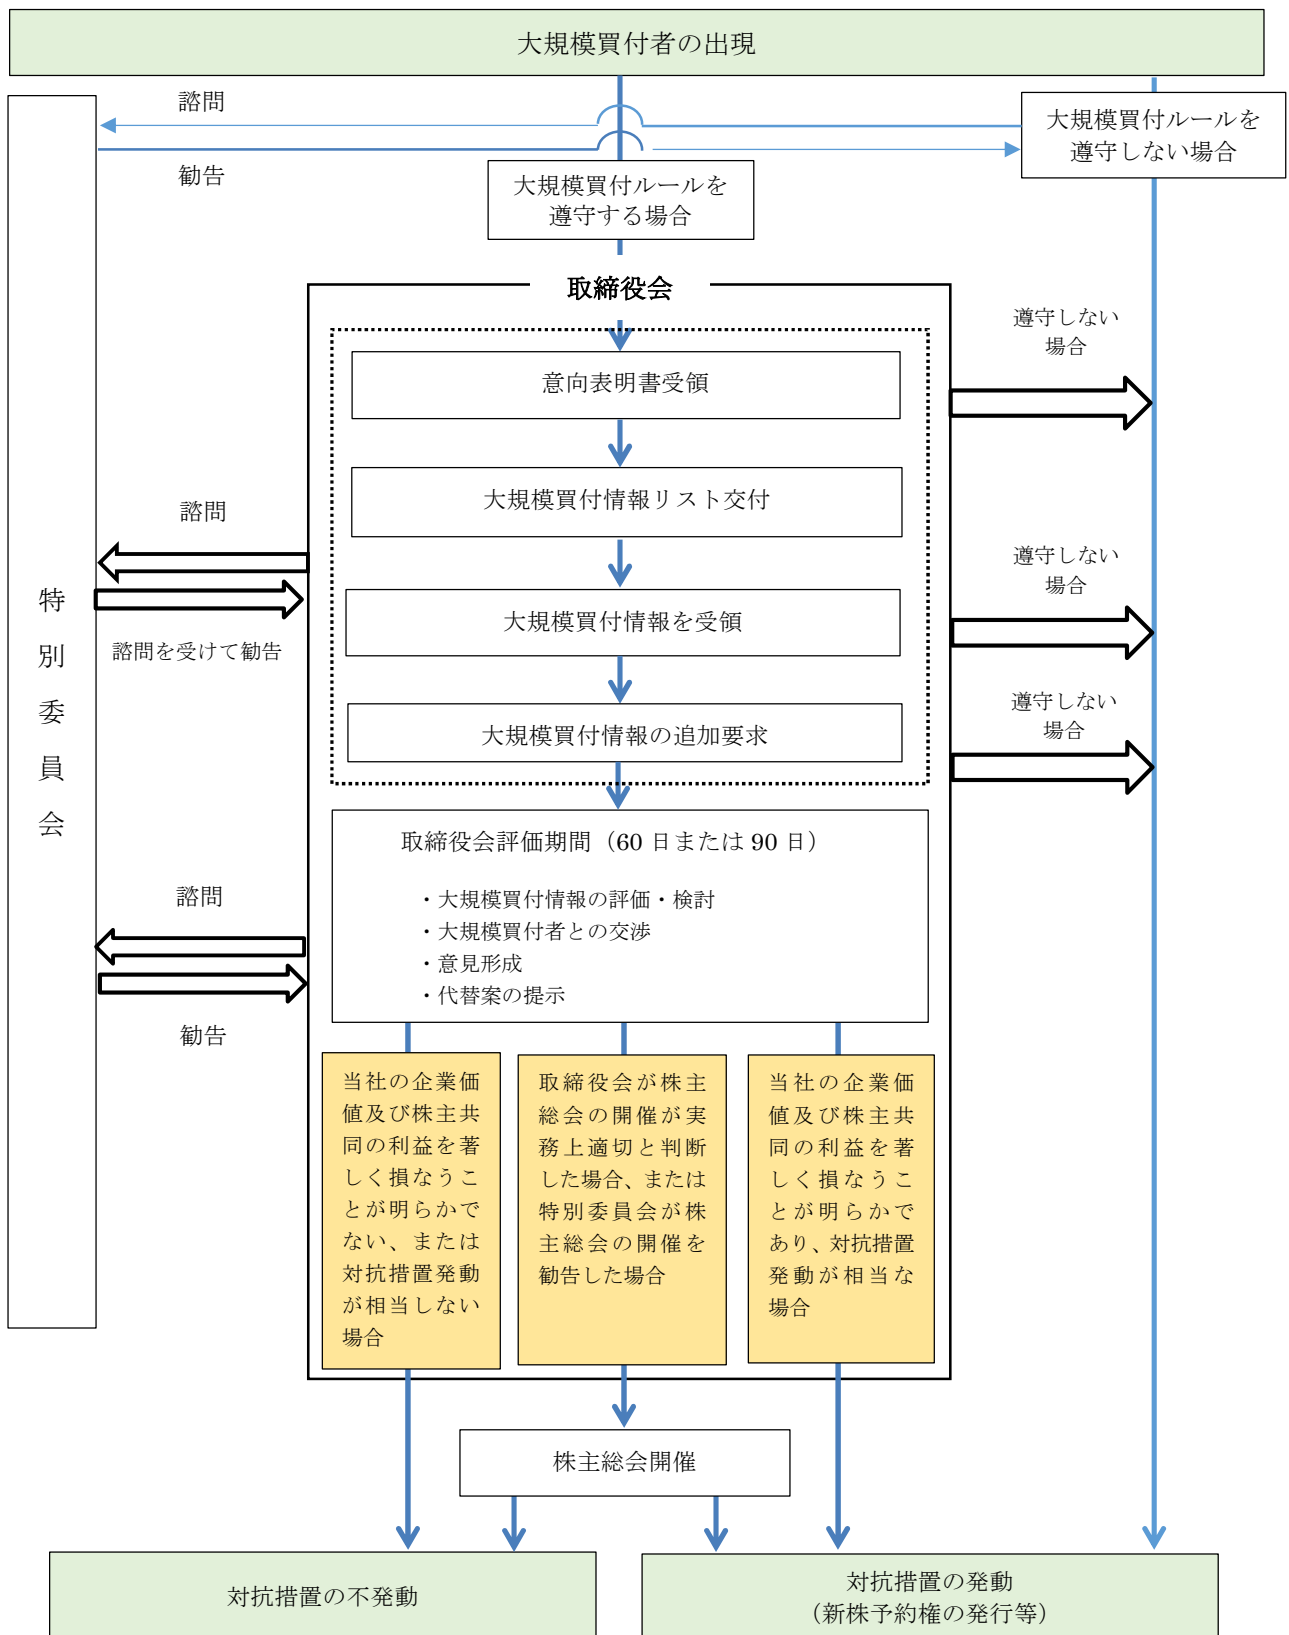 大規模買付者の出現
諮問
勧告
大規模買付ルールを
遵守しない場合
大規模買付ルールを
遵守する場合
取締役会
意向表明書受領
遵守しない
場合
大規模買付情報リスト交付
諮問
諮問を受けて勧告
特別委員会
大規模買付情報を受領
遵守しない
場合
大規模買付情報の追加要求
遵守しない
場合
取締役会評価期間（60 日または 90 日）
・大規模買付情報の評価・検討
・大規模買付者との交渉
・意見形成
・代替案の提示
諮問
勧告
当社の企業価
値及び株主共
同の利益を著
しく損なうこ
とが明らかで
ない、または
対抗措置発動
が相当しない
場合
取締役会が株主
総会の開催が実
務上適切と判断
した場合、または
特別委員会が株
主総会の開催を
勧告した場合
当社の企業価
値及び株主共
同の利益を著
しく損なうこ
とが明らかで
あり、対抗措置
発動が相当な
場合
株主総会開催
対抗措置の不発動
対抗措置の発動
（新株予約権の発行等）